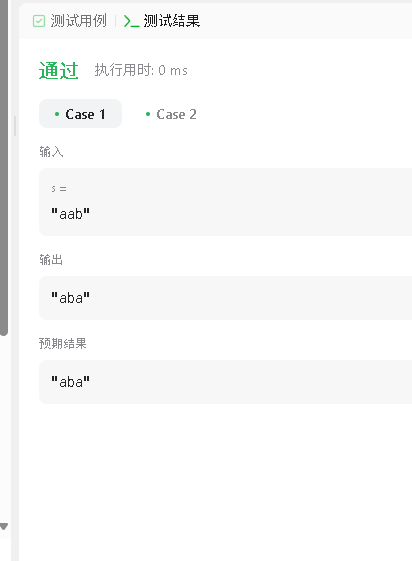 测试用例 测试结果
通过 执行用时: 0 ms
Case 1 Case 2
输入
s =
"aab"
输出
"aba"
预期结果
"aba"